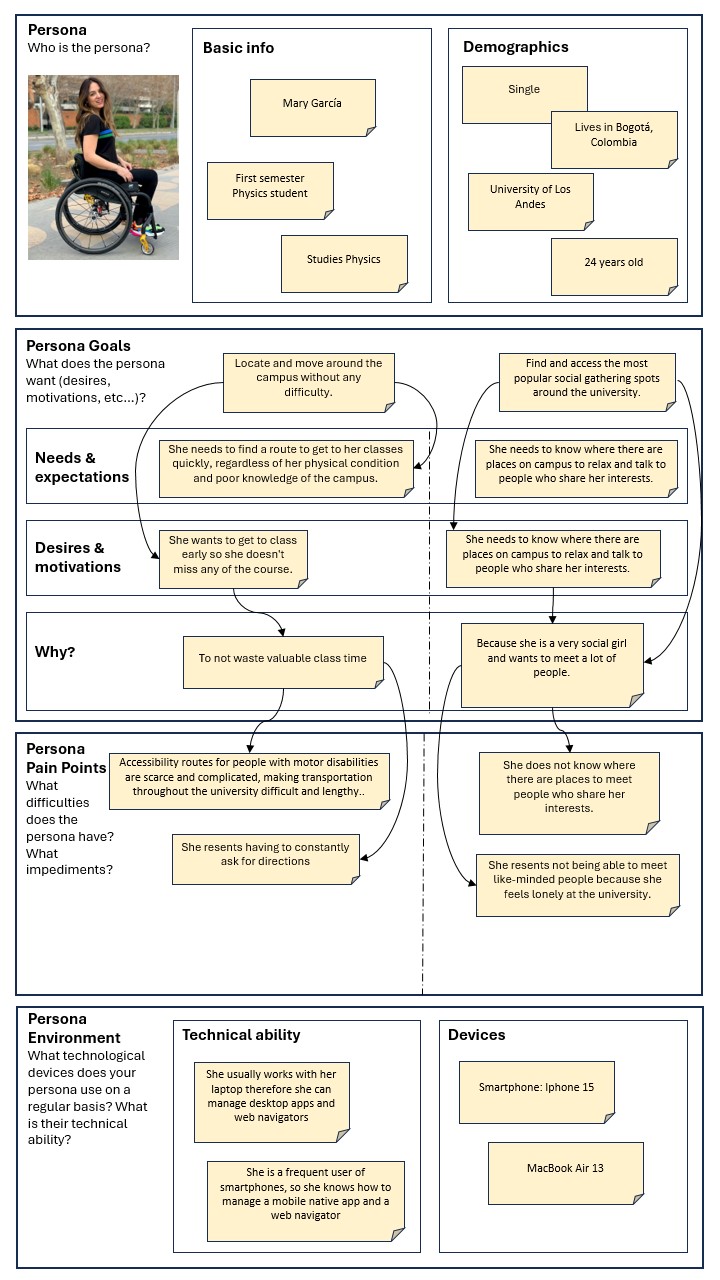 Persona
Who is the persona?
Basic info
Mary García
First semester
Physics student
Studies Physics
Demographics
Single
Lives in Bogotá,
Colombia
University of Los
Andes
24 years old
Persona Goals
What does the persona
want (desires,
motivations, etc...)?
Locate and move around the
campus without any
difficulty.
Find and access the most
popular social gathering spots
around the university.
Needs &
expectations
She needs to find a route to get to her classes
quickly, regardless of her physical condition
and poor knowledge of the campus.
She needs to know where there are
places on campus to relax and talk to
people who share her interests.
Desires &
motivations
She wants to get to class
early so she doesn't
miss any of the course.
She needs to know where there are
places on campus to relax and talk to
people who share her interests.
Why?
To not waste valuable class time
Because she is a very social girl
and wants to meet a lot of
people.
Persona
Pain Points
What
difficulties
does the
persona have?
What
impediments?
Accessibility routes for people with motor disabilities
are scarce and complicated, making transportation
throughout the university difficult and lengthy..
She resents having to constantly
ask for directions
She does not know where
there are places to meet
people who share her
interests.
She resents not being able to meet
like-minded people because she
feels lonely at the university.
Persona
Environment
What technological
devices does your
persona use on a
regular basis? What
is their technical
ability?
Technical ability
She usually works with her
laptop therefore she can
manage desktop apps and
web navigators
She is a frequent user of
smartphones, so she knows how to
manage a mobile native app and a
web navigator
Devices
Smartphone: Iphone 15
MacBook Air 13